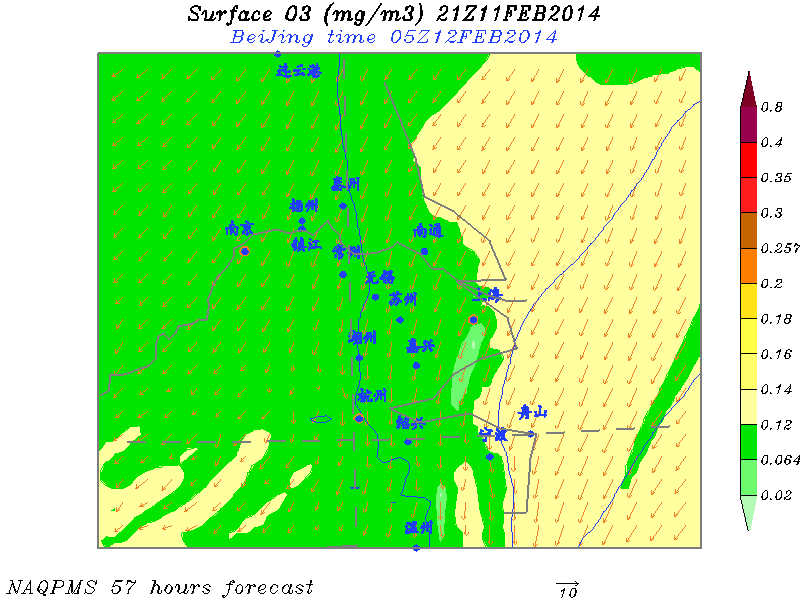 Surface O3 (mg/m3) 21Z11FEB2014
BeiJing time 05Z12FEB2014
连云港
泰州
扬州
南京
镇江
常州
南通
无锡
苏州
上海
湖州
嘉兴
杭州
绍兴
舟山
宁波
温州
0.8
0.4
0.35
0.3
0.257
0.2
0.18
0.16
0.14
0.12
0.064
0.02
NAQPMS 57 hours forecast
10